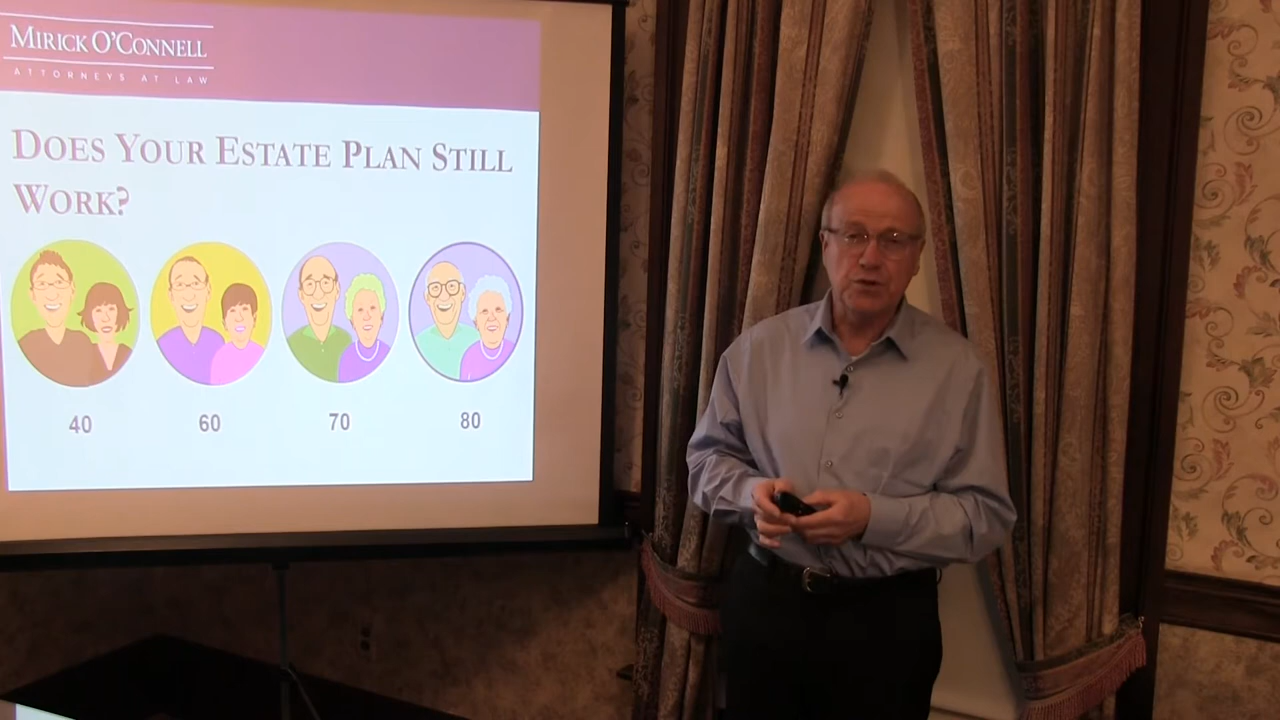 MIRICK O'CONNELL
ATTORNEYS AT LAW
DOES YOUR ESTATE PLAN STILL
WORK?
40 60 70 80